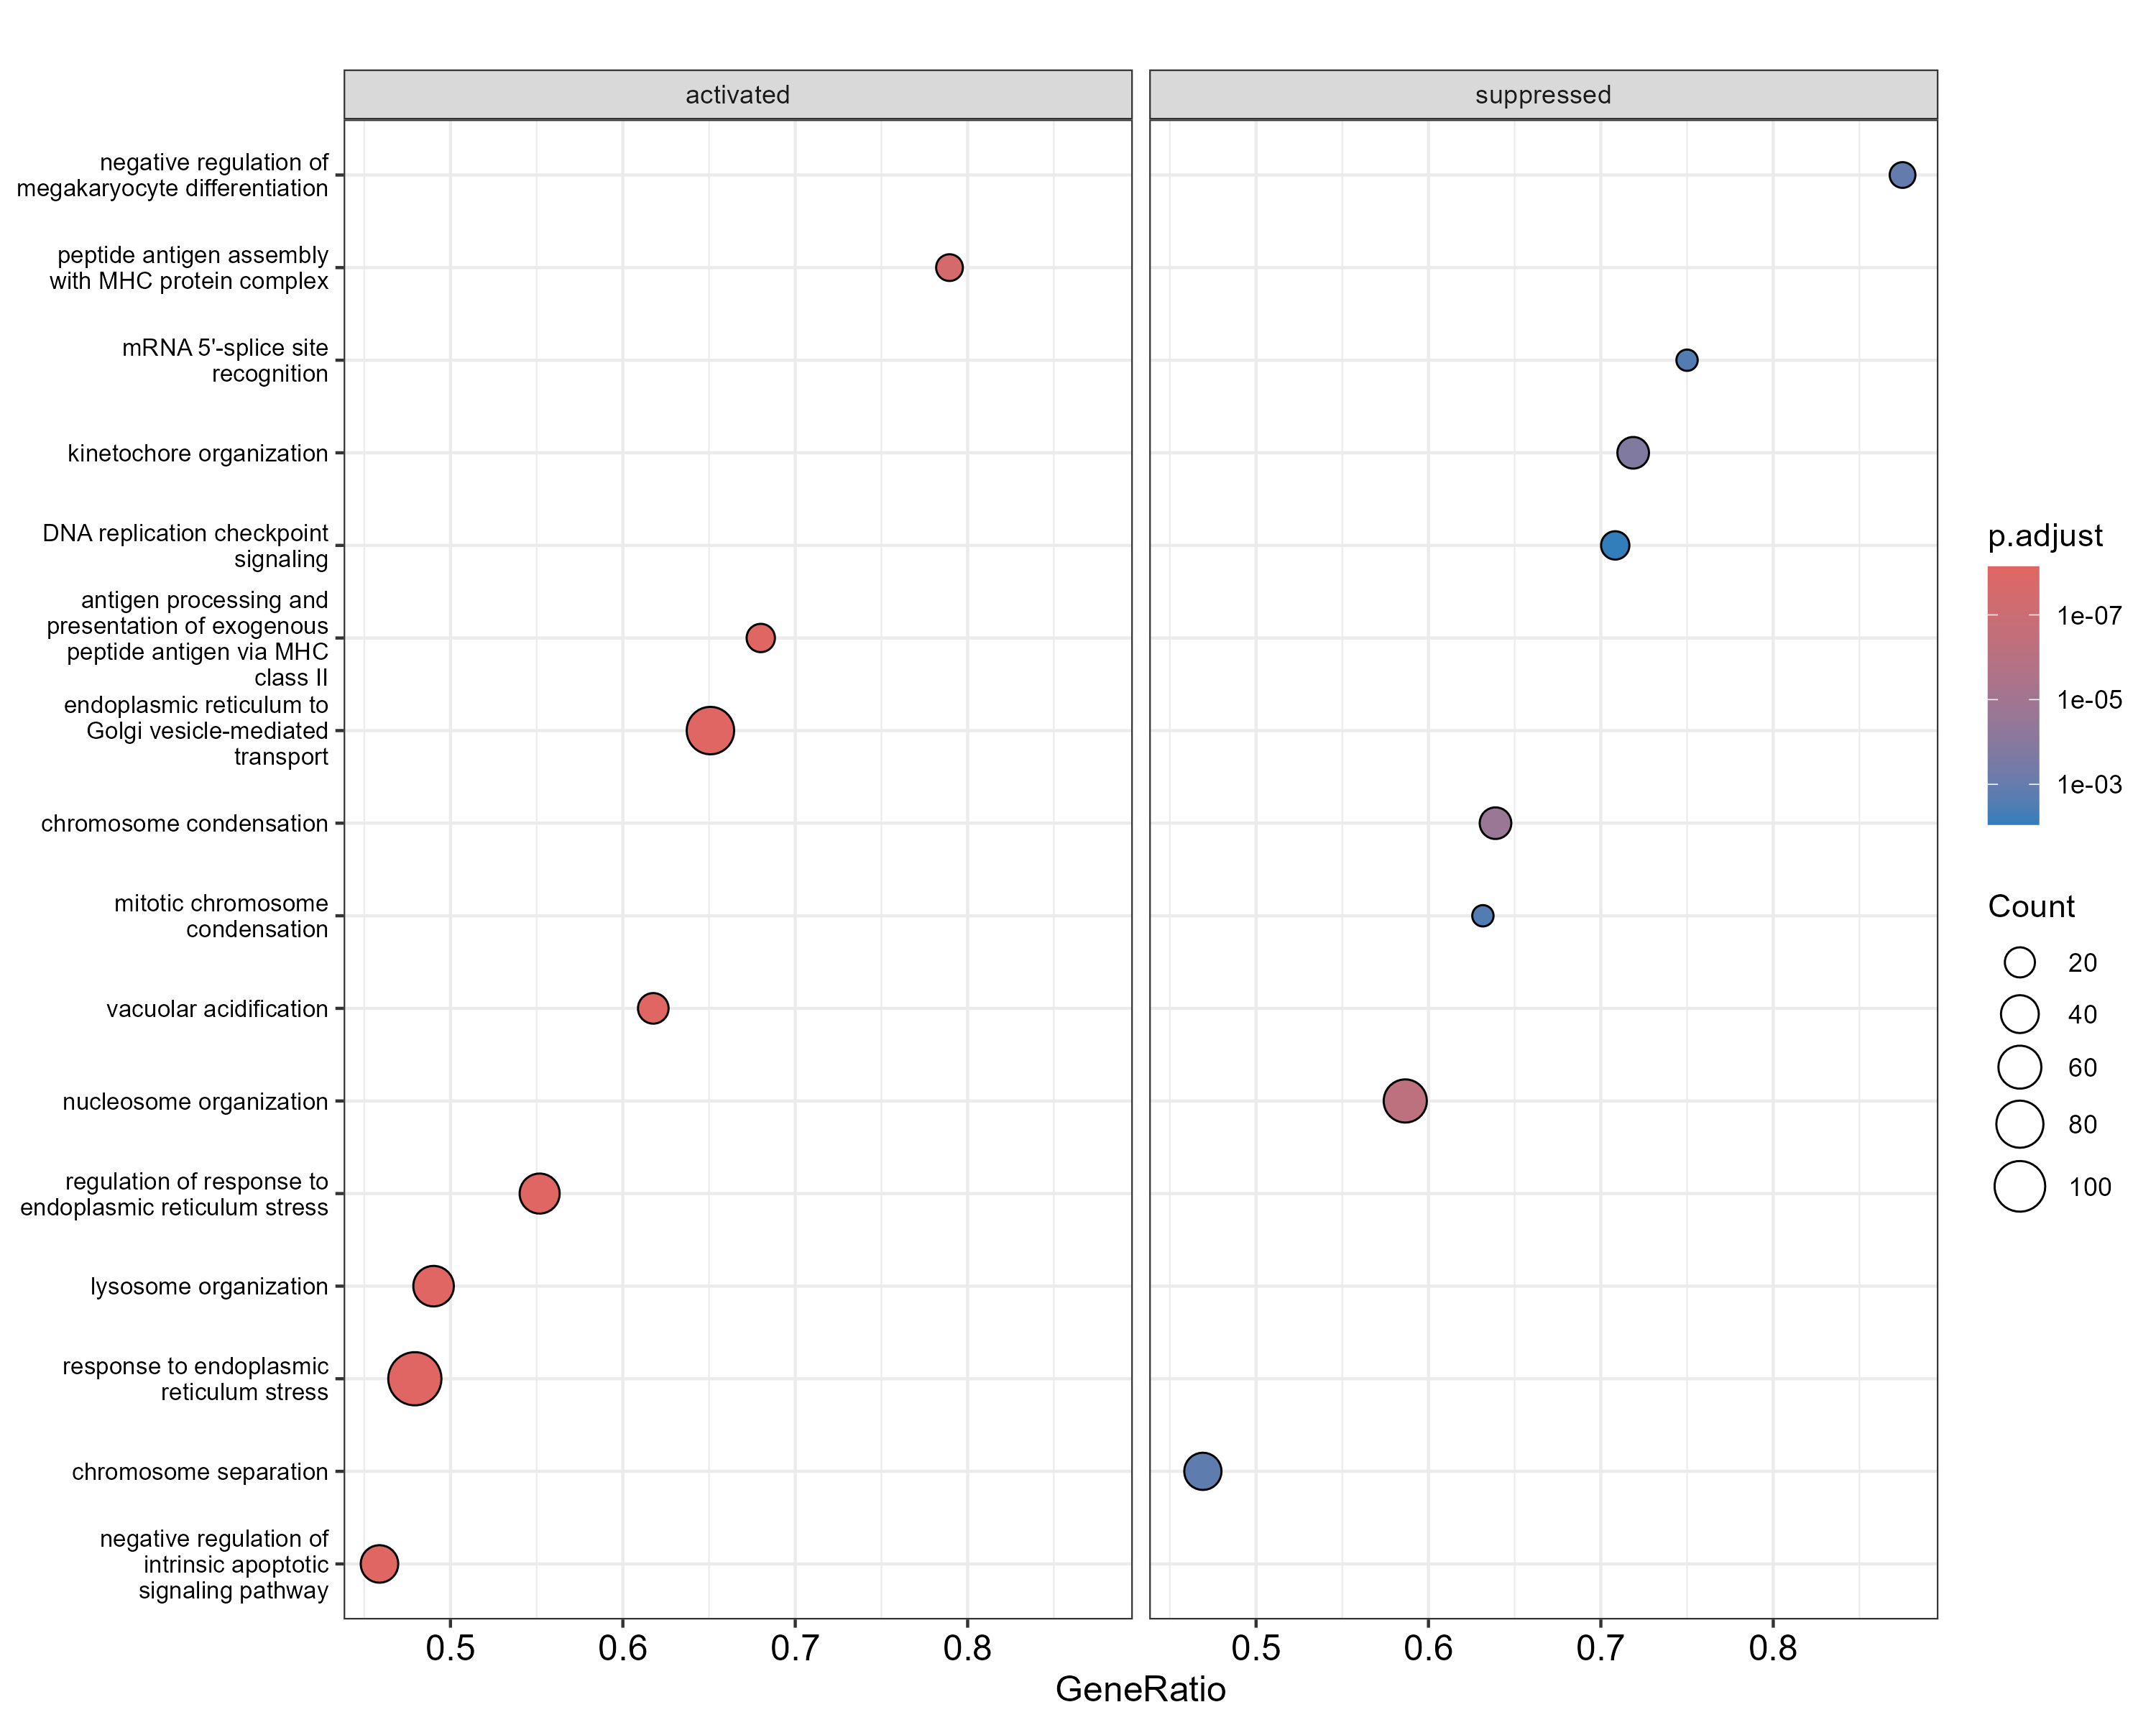 activated
suppressed
negative regulation of
megakaryocyte differentiation
peptide antigen assembly
with MHC protein complex
mRNA 5'-splice site
recognition
kinetochore organization
DNA replication checkpoint
signaling
antigen processing and
presentation of exogenous
peptide antigen via MHC
class II
endoplasmic reticulum to
Golgi vesicle-mediated
transport
chromosome condensation
mitotic chromosome
condensation
vacuolar acidification
nucleosome organization
regulation of response to
endoplasmic reticulum stress
lysosome organization
response to endoplasmic
reticulum stress
chromosome separation
negative regulation of
intrinsic apoptotic
signaling pathway
0.5 0.6 0.7 0.8
0.5 0.6 0.7 0.8
GeneRatio
p.adjust
1e-07
1e-05
1e-03
Count
20
40
60
80
100